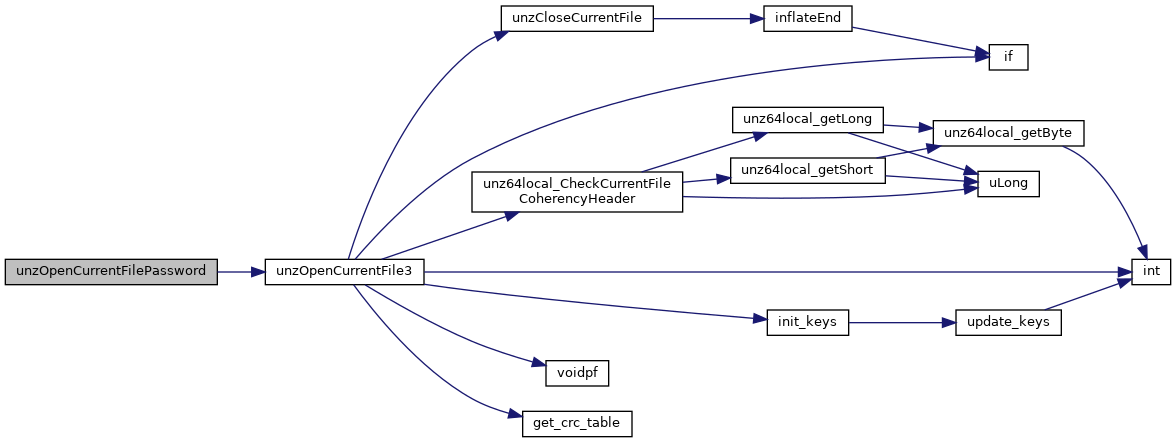 unzCloseCurrentFile
inflateEnd
if
unz64local_getLong
unz64local_getByte
unz64local_getShort
unz64local_CheckCurrentFile
CoherencyHeader
uLong
unzOpenCurrentFilePassword
unzOpenCurrentFile3
int
init_keys
update_keys
voidpf
get_crc_table